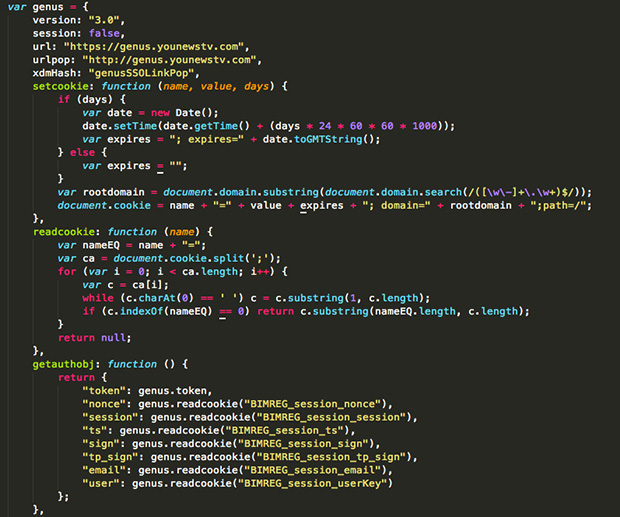 var genus = {
    version: "3.0",
    session: false,
    url: "https://genus.younewstv.com",
    urlpop: "http://genus.younewstv.com",
    xdmHash: "genusSSOLinkPop",
    setcookie: function (name, value, days) {
        if (days) {
            var date = new Date();
            date.setTime(date.getTime() + (days * 24 * 60 * 60 * 1000));
            var expires = "; expires=" + date.toGMTString();
        } else {
            var expires = "";
        }
        var rootdomain = document.domain.substring(document.domain.search(/([\w\-]+\.\w+)$/));
        document.cookie = name + "=" + value + expires + "; domain=" + rootdomain + ";path=/";
    },
    readcookie: function (name) {
        var nameEQ = name + "=";
        var ca = document.cookie.split(';');
        for (var i = 0; i < ca.length; i++) {
            var c = ca[i];
            while (c.charAt(0) == ' ') c = c.substring(1, c.length);
            if (c.indexOf(nameEQ) == 0) return c.substring(nameEQ.length, c.length);
        }
        return null;
    },
    getauthobj: function () {
        return {
            "token": genus.token,
            "nonce": genus.readcookie("BIMREG_session_nonce"),
            "session": genus.readcookie("BIMREG_session_session"),
            "ts": genus.readcookie("BIMREG_session_ts"),
            "sign": genus.readcookie("BIMREG_session_sign"),
            "tp_sign": genus.readcookie("BIMREG_session_tp_sign"),
            "email": genus.readcookie("BIMREG_session_email"),
            "user": genus.readcookie("BIMREG_session_userKey")
        };
    },